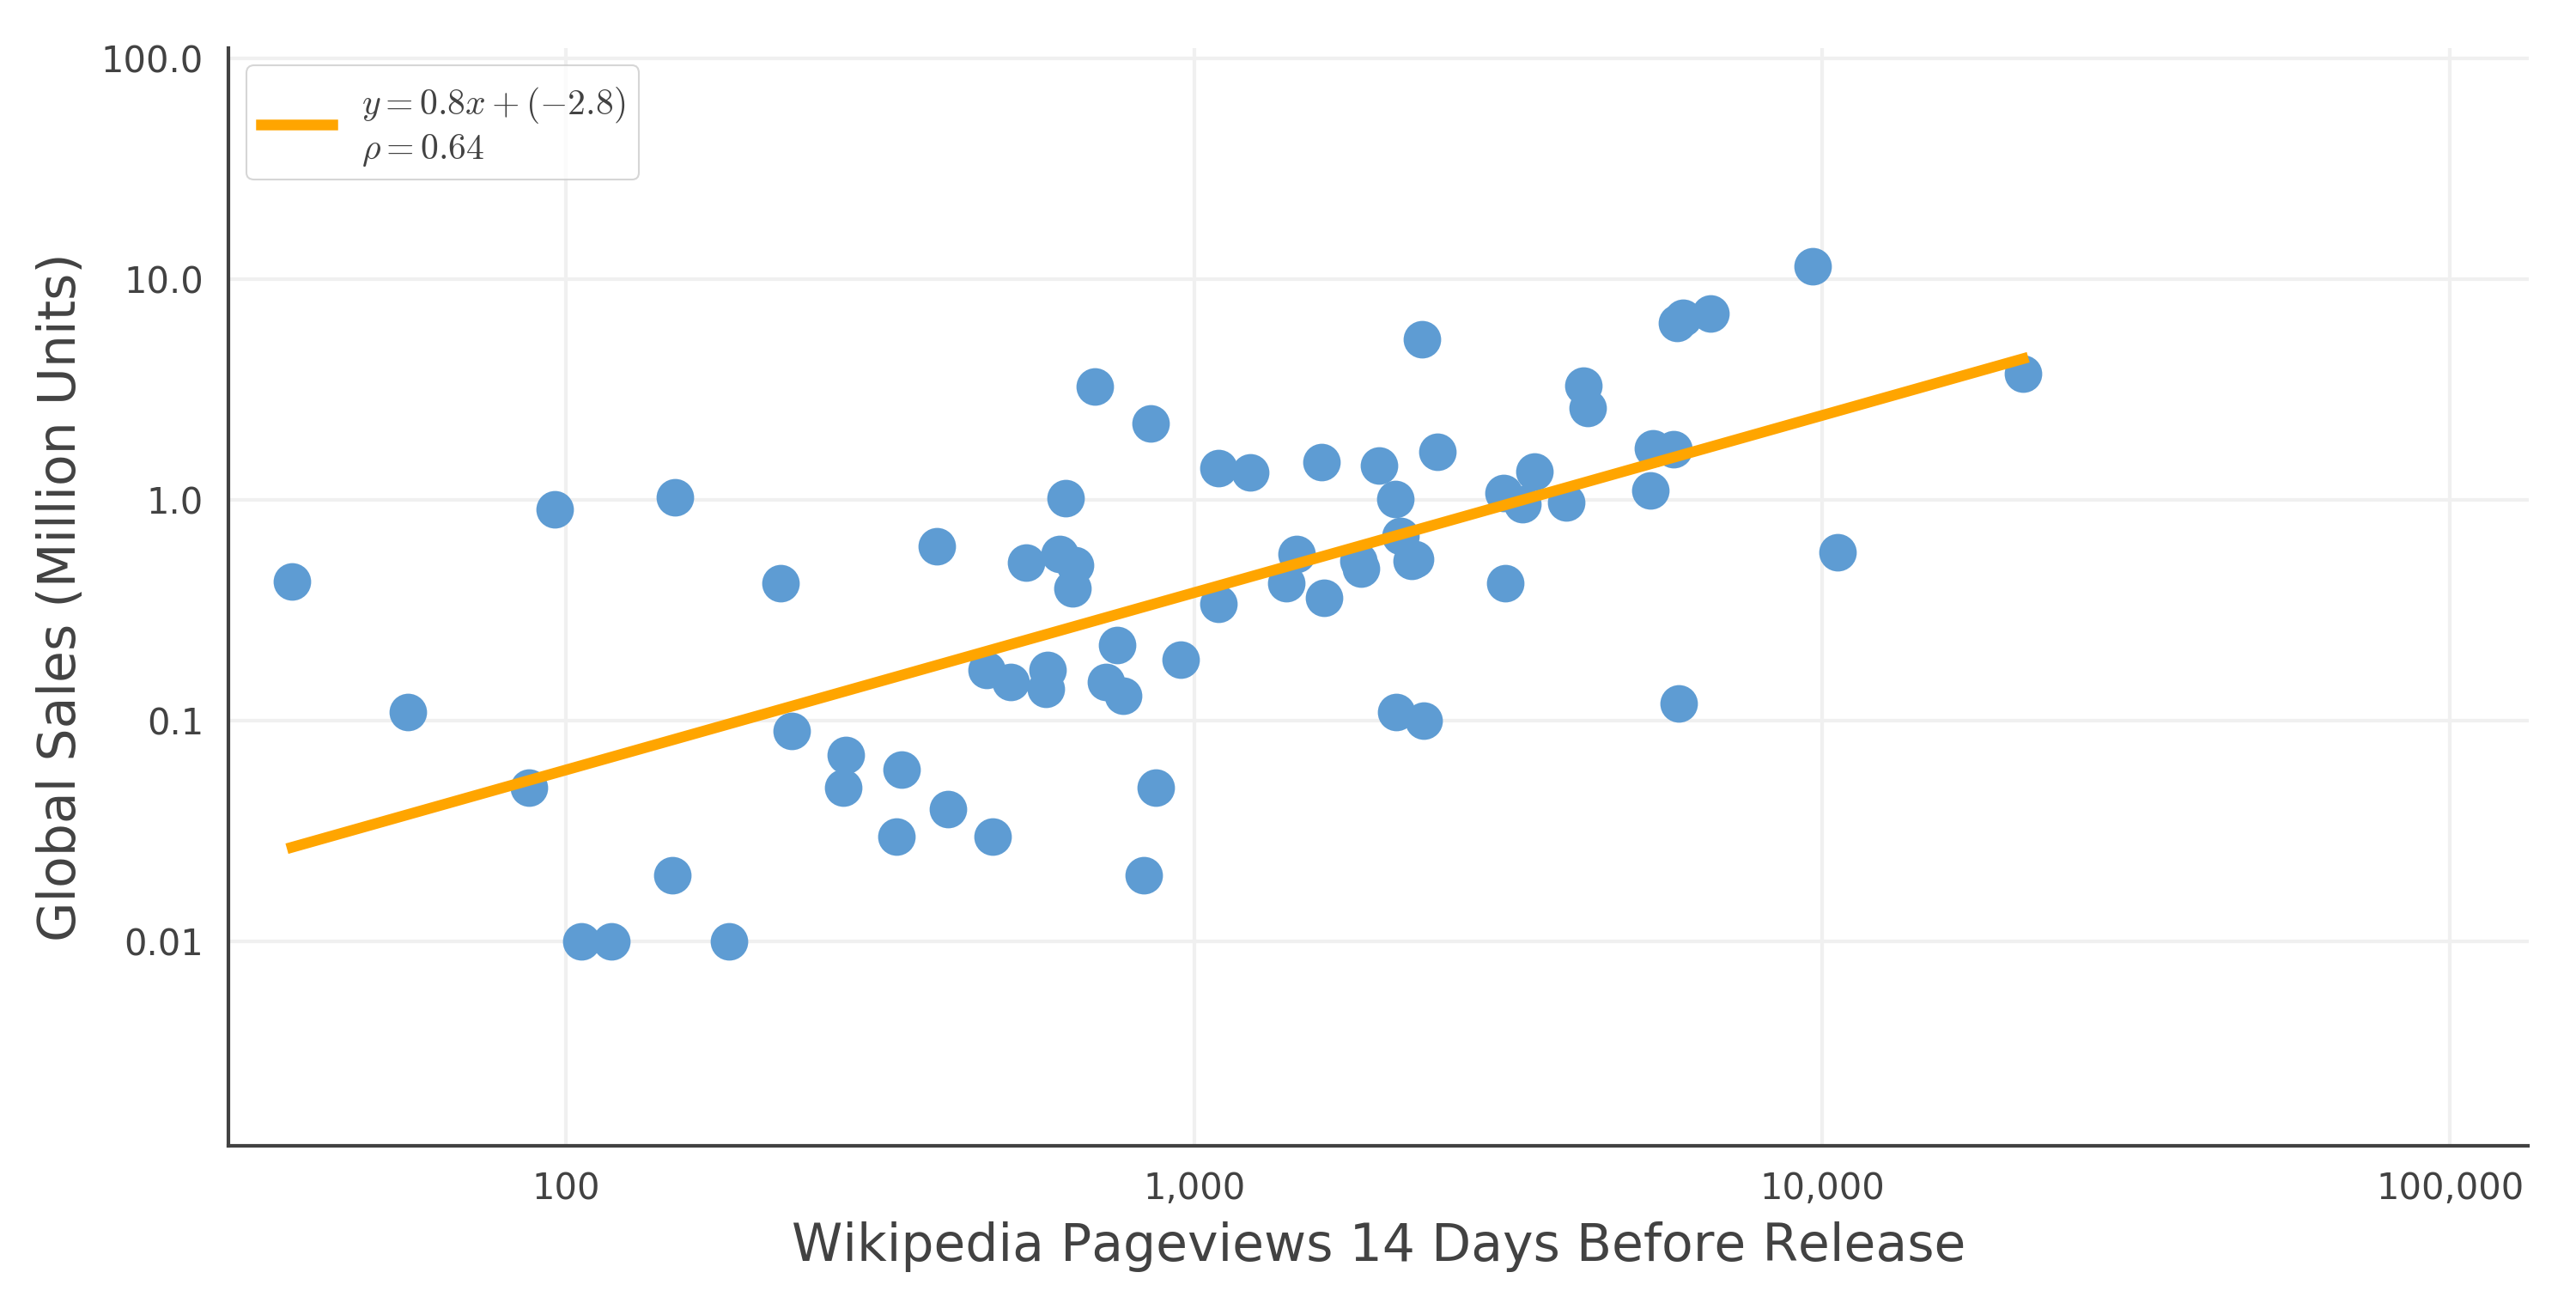 y = 0.8x + (−2.8)
ρ = 0.64
Global Sales (Million Units)
100.0
10.0
1.0
0.1
0.01
100 1,000 10,000 100,000
Wikipedia Pageviews 14 Days Before Release